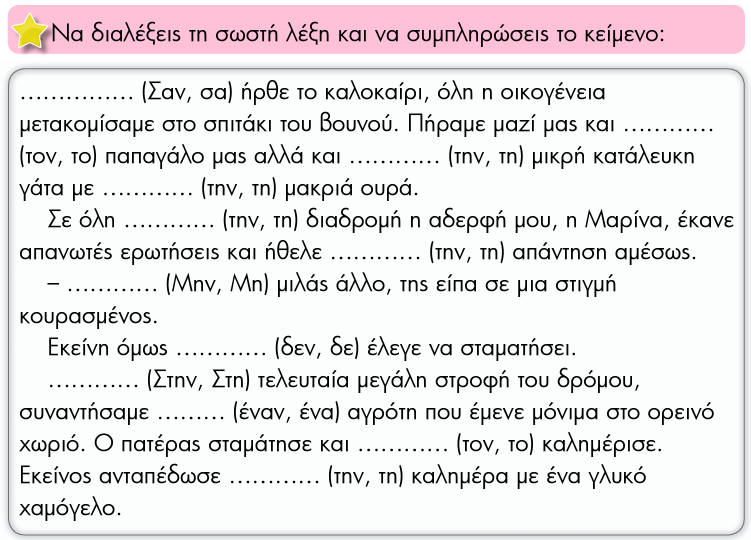 Να διαλέξεις τη σωστή λέξη και να συμπληρώσεις το κείμενο:
…………… (Σαν, σα) ήρθε το καλοκαίρι, όλη η οικογένεια
μετακομίσαμε στο σπιτάκι του βουνού. Πήραμε μαζί μας και …………
(τον, το) παπαγάλο μας αλλά και ………… (την, τη) μικρή κατάλευκη
γάτα με ………… (την, τη) μακριά ουρά.
Σε όλη ………… (την, τη) διαδρομή η αδερφή μου, η Μαρίνα, έκανε
απανωτές ερωτήσεις και ήθελε ………… (την, τη) απάντηση αμέσως.
– ………… (Μην, Μη) μιλάς άλλο, της είπα σε μια στιγμή
κουρασμένος.
Εκείνη όμως ………… (δεν, δε) έλεγε να σταματήσει.
………… (Στην, Στη) τελευταία μεγάλη στροφή του δρόμου,
συναντήσαμε ……… (έναν, ένα) αγρότη που έμενε μόνιμα στο ορεινό
χωριό. Ο πατέρας σταμάτησε και ………… (τον, το) καλημέρισε.
Εκείνος ανταπέδωσε ………… (την, τη) καλημέρα με ένα γλυκό
χαμόγελο.